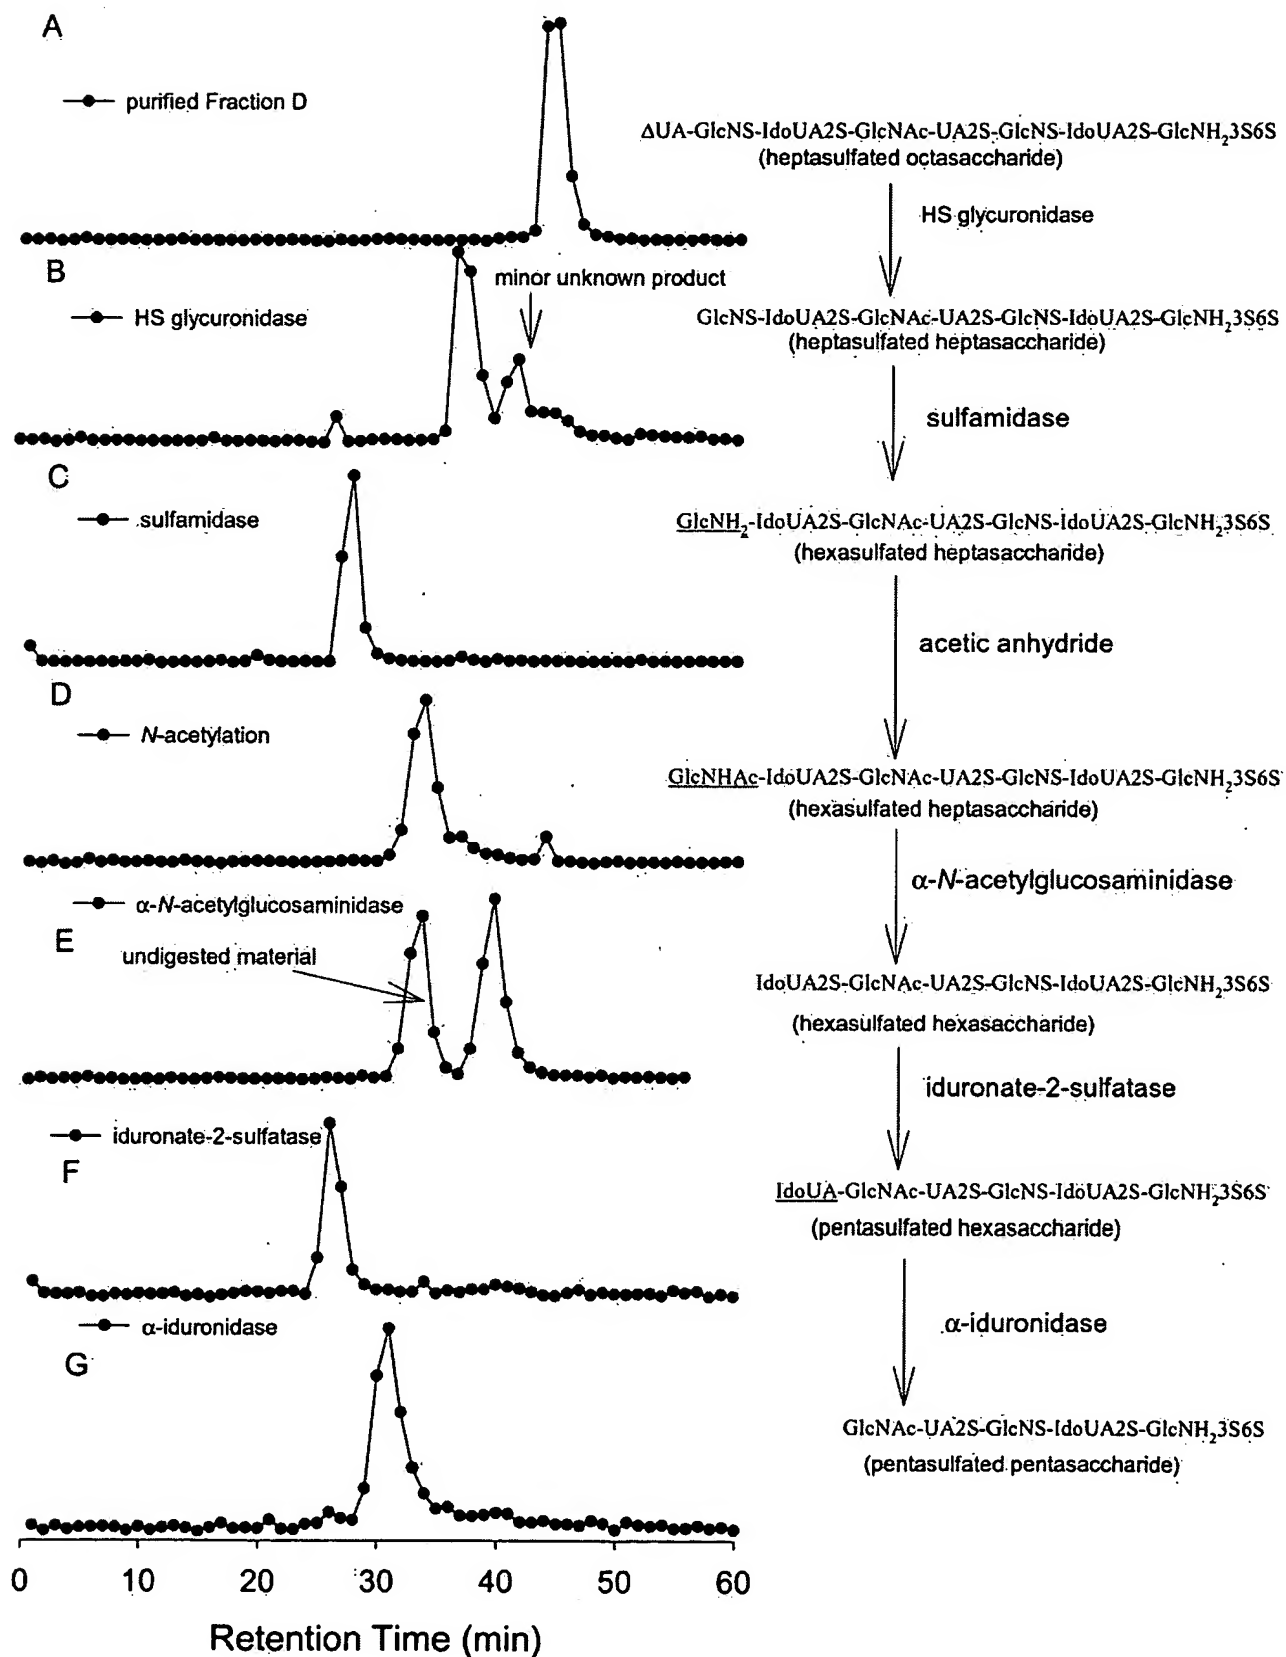 A
purified Fraction D
ΔUA-GlcNS-IdoUA2S-GlcNAc-UA2S-GlcNS-IdoUA2S-GlcNH₂3S6S
(heptasulfated octasaccharide)
HS glycuronidase
B
minor unknown product
HS glycuronidase
GlcNS-IdoUA2S-GlcNAc-UA2S-GlcNS-IdoUA2S-GlcNH₂3S6S
(heptasulfated heptasaccharide)
sulfamidase
C
sulfamidase
GlcNH₂-IdoUA2S-GlcNAc-UA2S-GlcNS-IdoUA2S-GlcNH₂3S6S
(hexasulfated heptasaccharide)
acetic anhydride
D
N-acetylation
GlcNHAc-IdoUA2S-GlcNAc-UA2S-GlcNS-IdoUA2S-GlcNH₂3S6S
(hexasulfated heptasaccharide)
α-N-acetylglucosaminidase
α-N-acetylglucosaminidase
E
undigested material
IdoUA2S-GlcNAc-UA2S-GlcNS-IdoUA2S-GlcNH₂3S6S
(hexasulfated hexasaccharide)
iduronate-2-sulfatase
iduronate-2-sulfatase
F
IdoUA-GlcNAc-UA2S-GlcNS-IdoUA2S-GlcNH₂3S6S
(pentasulfated hexasaccharide)
α-iduronidase
α-iduronidase
G
GlcNAc-UA2S-GlcNS-IdoUA2S-GlcNH₂3S6S
(pentasulfated pentasaccharide)
0 10 20 30 40 50 60
Retention Time (min)